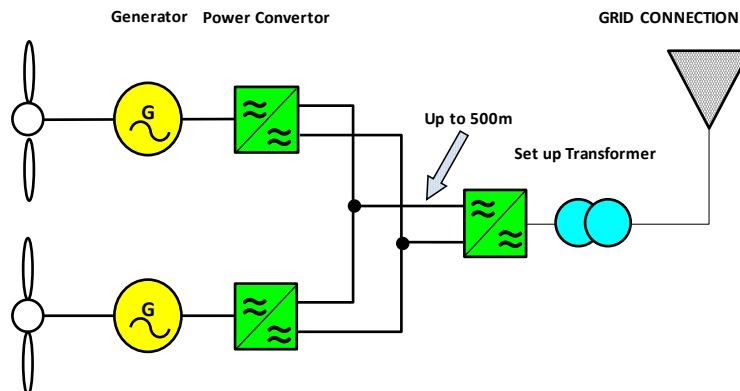 Generator Power Convertor
GRID CONNECTION
G
Up to 500m
Set up Transformer
G